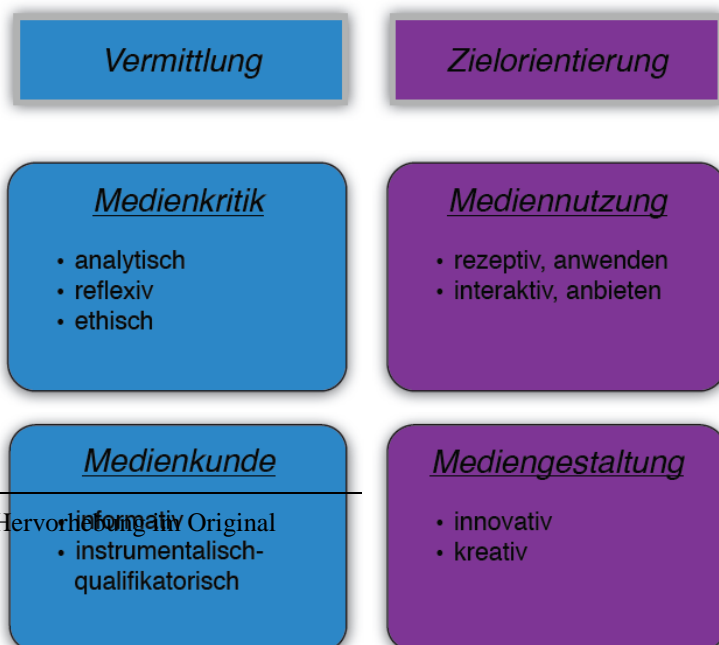 Vermittlung
Zielorientierung
Medienkritik
• analytisch
• reflexiv
• ethisch
Mediennutzung
• rezeptiv, anwenden
• interaktiv, anbieten
Medienkunde
• informativ
• instrumentalisch-
qualifikatorisch
Hervorhebung im Original
Mediengestaltung
• innovativ
• kreativ